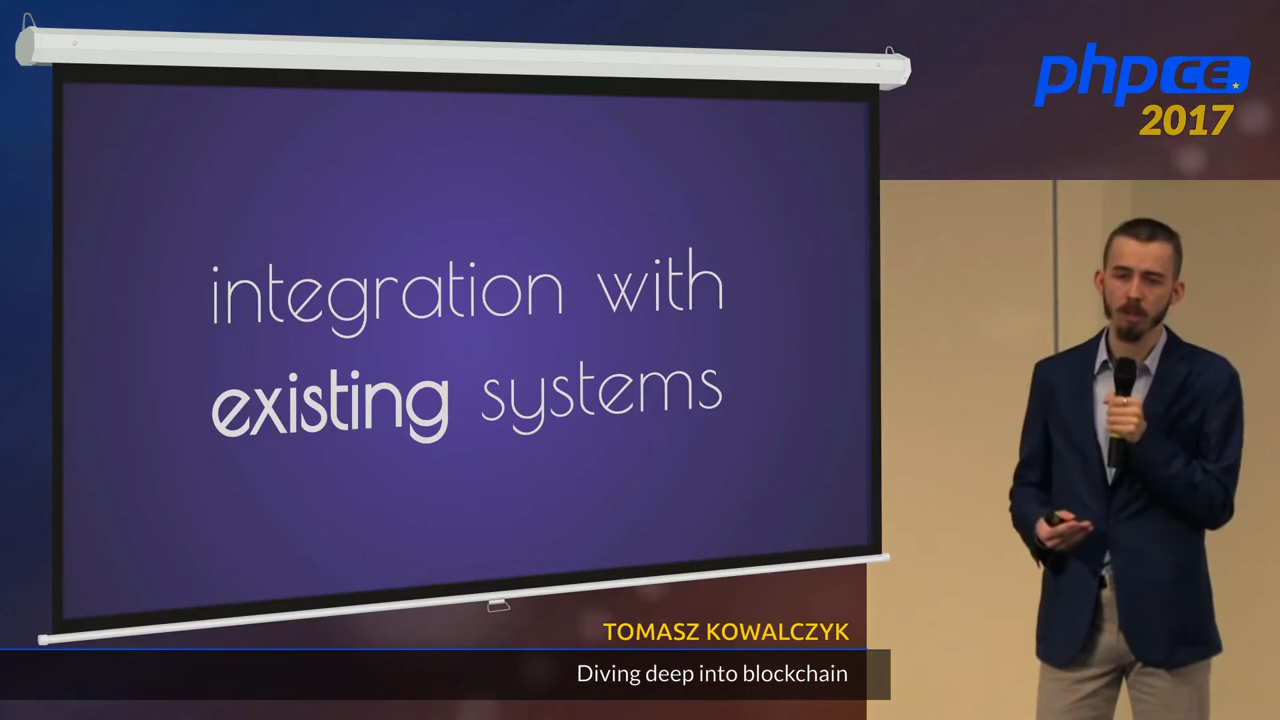 phpCE
2017
integration with
existing systems
TOMASZ KOWALCZYK
Diving deep into blockchain